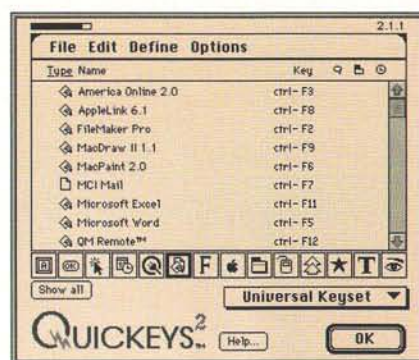 2.1.1
File Edit Define Options
Type Name Key
America Online 2.0 ctrl- F3
AppleLink 6.1 ctrl- F8
FileMaker Pro ctrl- F2
MacDraw II 1.1 ctrl- F9
MacPaint 2.0 ctrl- F6
MCI Mail ctrl- F7
Microsoft Excel ctrl- F11
Microsoft Word ctrl- F5
QM Remote™ ctrl- F12
OK F T
Show all
Universal Keyset
QUICKEYS2™ Help... OK